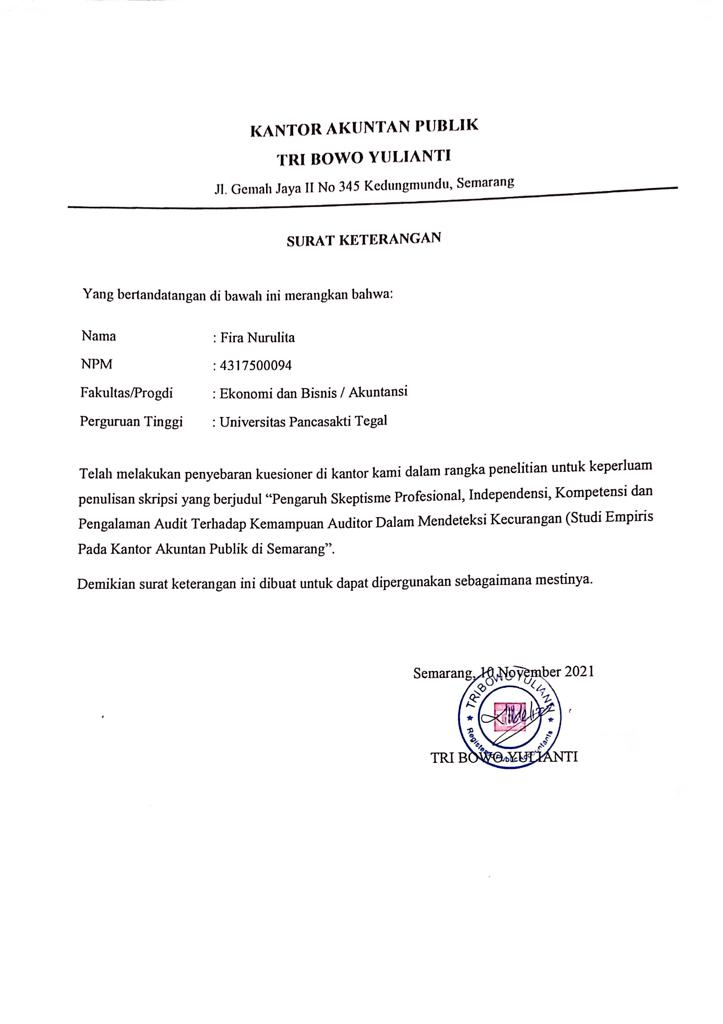 KANTOR AKUNTAN PUBLIK
TRI BOWO YULIANTI
Jl. Gemah Jaya II No 345 Kedungmundu, Semarang
SURAT KETERANGAN
Yang bertandatangan di bawah ini merangkan bahwa:
Nama : Fira Nurulita
NPM : 4317500094
Fakultas/Progdi : Ekonomi dan Bisnis / Akuntansi
Perguruan Tinggi : Universitas Pancasakti Tegal
Telah melakukan penyebaran kuesioner di kantor kami dalam rangka penelitian untuk keperluam
penulisan skripsi yang berjudul “Pengaruh Skeptisme Profesional, Independensi, Kompetensi dan
Pengalaman Audit Terhadap Kemampuan Auditor Dalam Mendeteksi Kecurangan (Studi Empiris
Pada Kantor Akuntan Publik di Semarang”.
Demikian surat keterangan ini dibuat untuk dapat dipergunakan sebagaimana mestinya.
Semarang, 10 November 2021
TRIBOWO YULIANTI
TRI BOWO YULIANTI